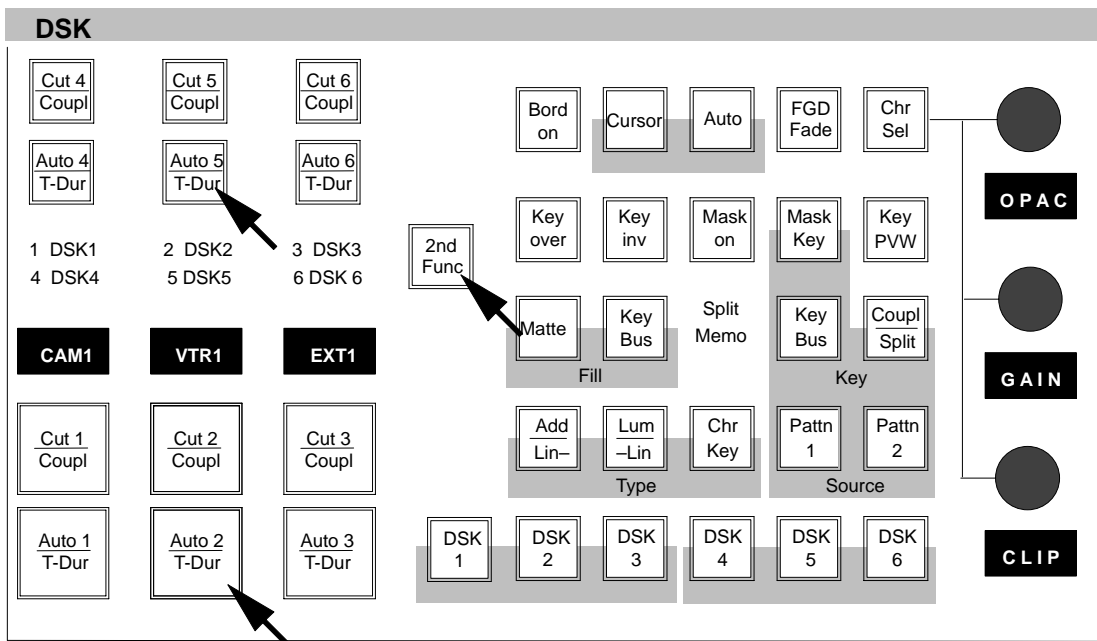 DSK
Cut 4
Coupl
Cut 5
Coupl
Cut 6
Coupl
Auto 4
T-Dur
Auto 5
T-Dur
Auto 6
T-Dur
1 DSK1
2 DSK2
3 DSK3
4 DSK4
5 DSK5
6 DSK 6
CAM1
VTR1
EXT1
Cut 1
Coupl
Cut 2
Coupl
Cut 3
Coupl
Auto 1
T-Dur
Auto 2
T-Dur
Auto 3
T-Dur
2nd
Func
Bord
on
Cursor
Auto
FGD
Fade
Chr
Sel
Key
over
Key
inv
Mask
on
Mask
Key
Key
PVW
Matte
Key
Bus
Split
Memo
Key
Bus
Coupl
Split
Fill
Key
Add
Lin–
Lum
–Lin
Chr
Key
Pattn
1
Pattn
2
Type
Source
DSK
1
DSK
2
DSK
3
DSK
4
DSK
5
DSK
6
OPAC
GAIN
CLIP